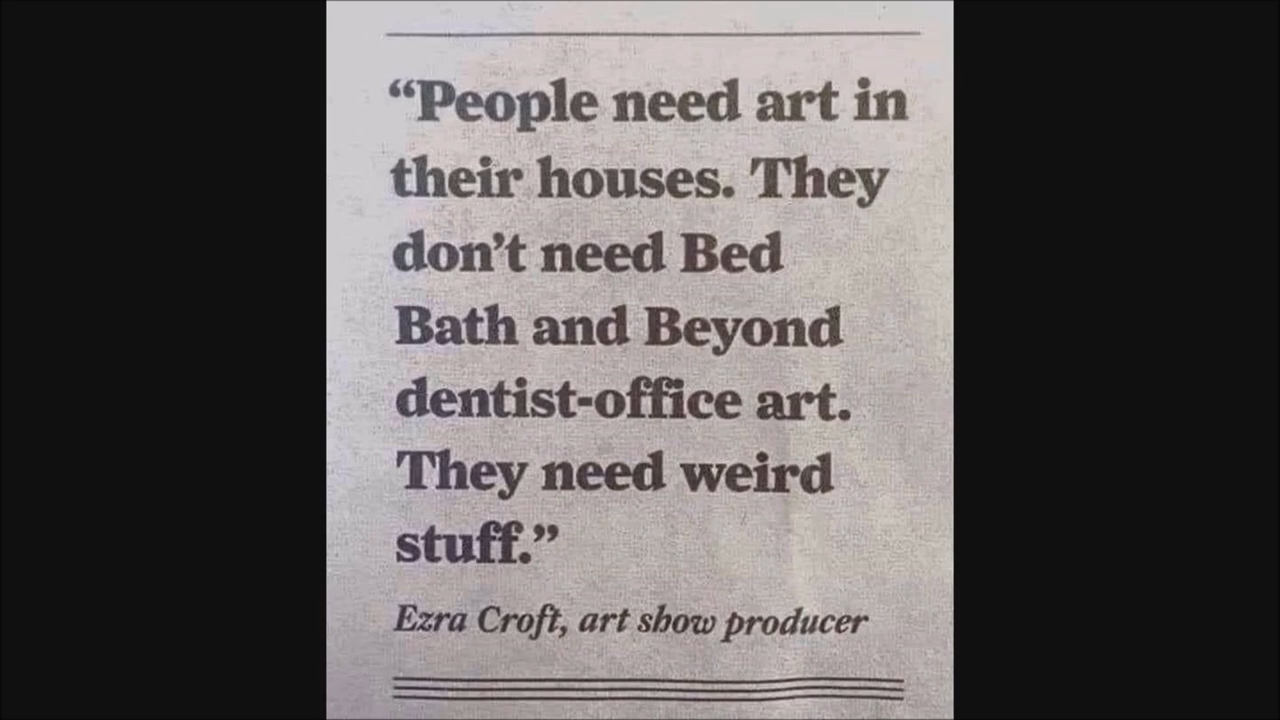 “People need art in
their houses. They
don’t need Bed
Bath and Beyond
dentist-office art.
They need weird
stuff.”
Ezra Croft, art show producer